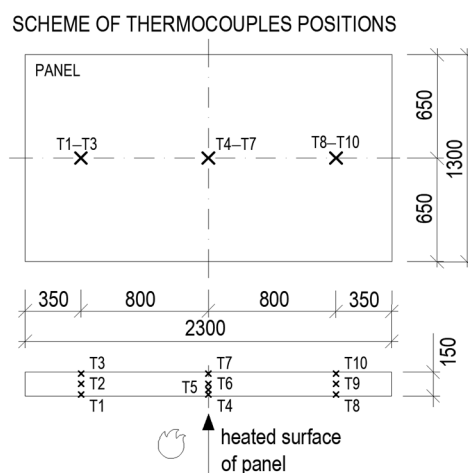 SCHEME OF THERMOCOUPLES POSITIONS
PANEL
T1–T3
T4–T7
T8–T10
650
650
1300
350
800
800
350
2300
T3
T7
T10
T2
T5
T6
T9
T1
T4
T8
150
heated surface
of panel